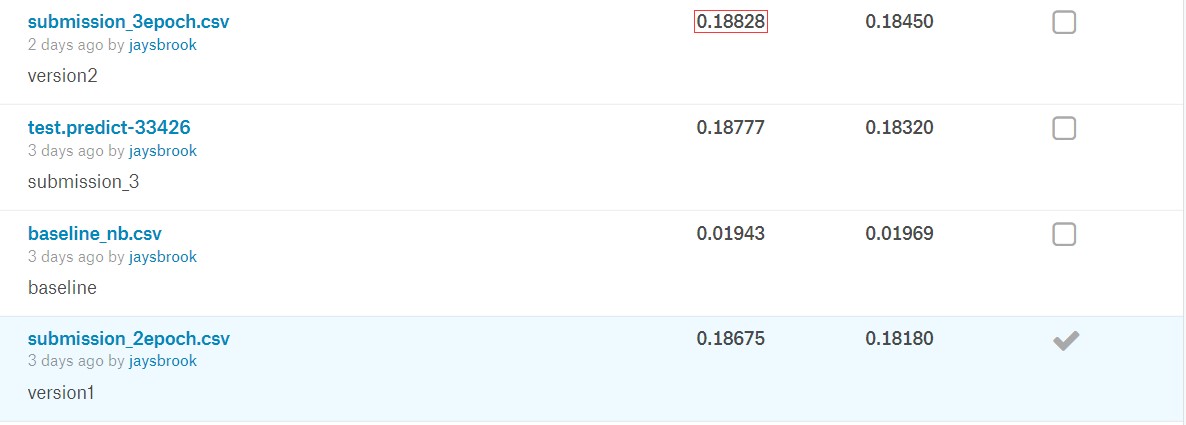 submission_3epoch.csv 0.18828 0.18450
2 days ago by jaysbrook
version2
test.predict-33426 0.18777 0.18320
3 days ago by jaysbrook
submission_3
baseline_nb.csv 0.01943 0.01969
3 days ago by jaysbrook
baseline
submission_2epoch.csv 0.18675 0.18180
3 days ago by jaysbrook
version1